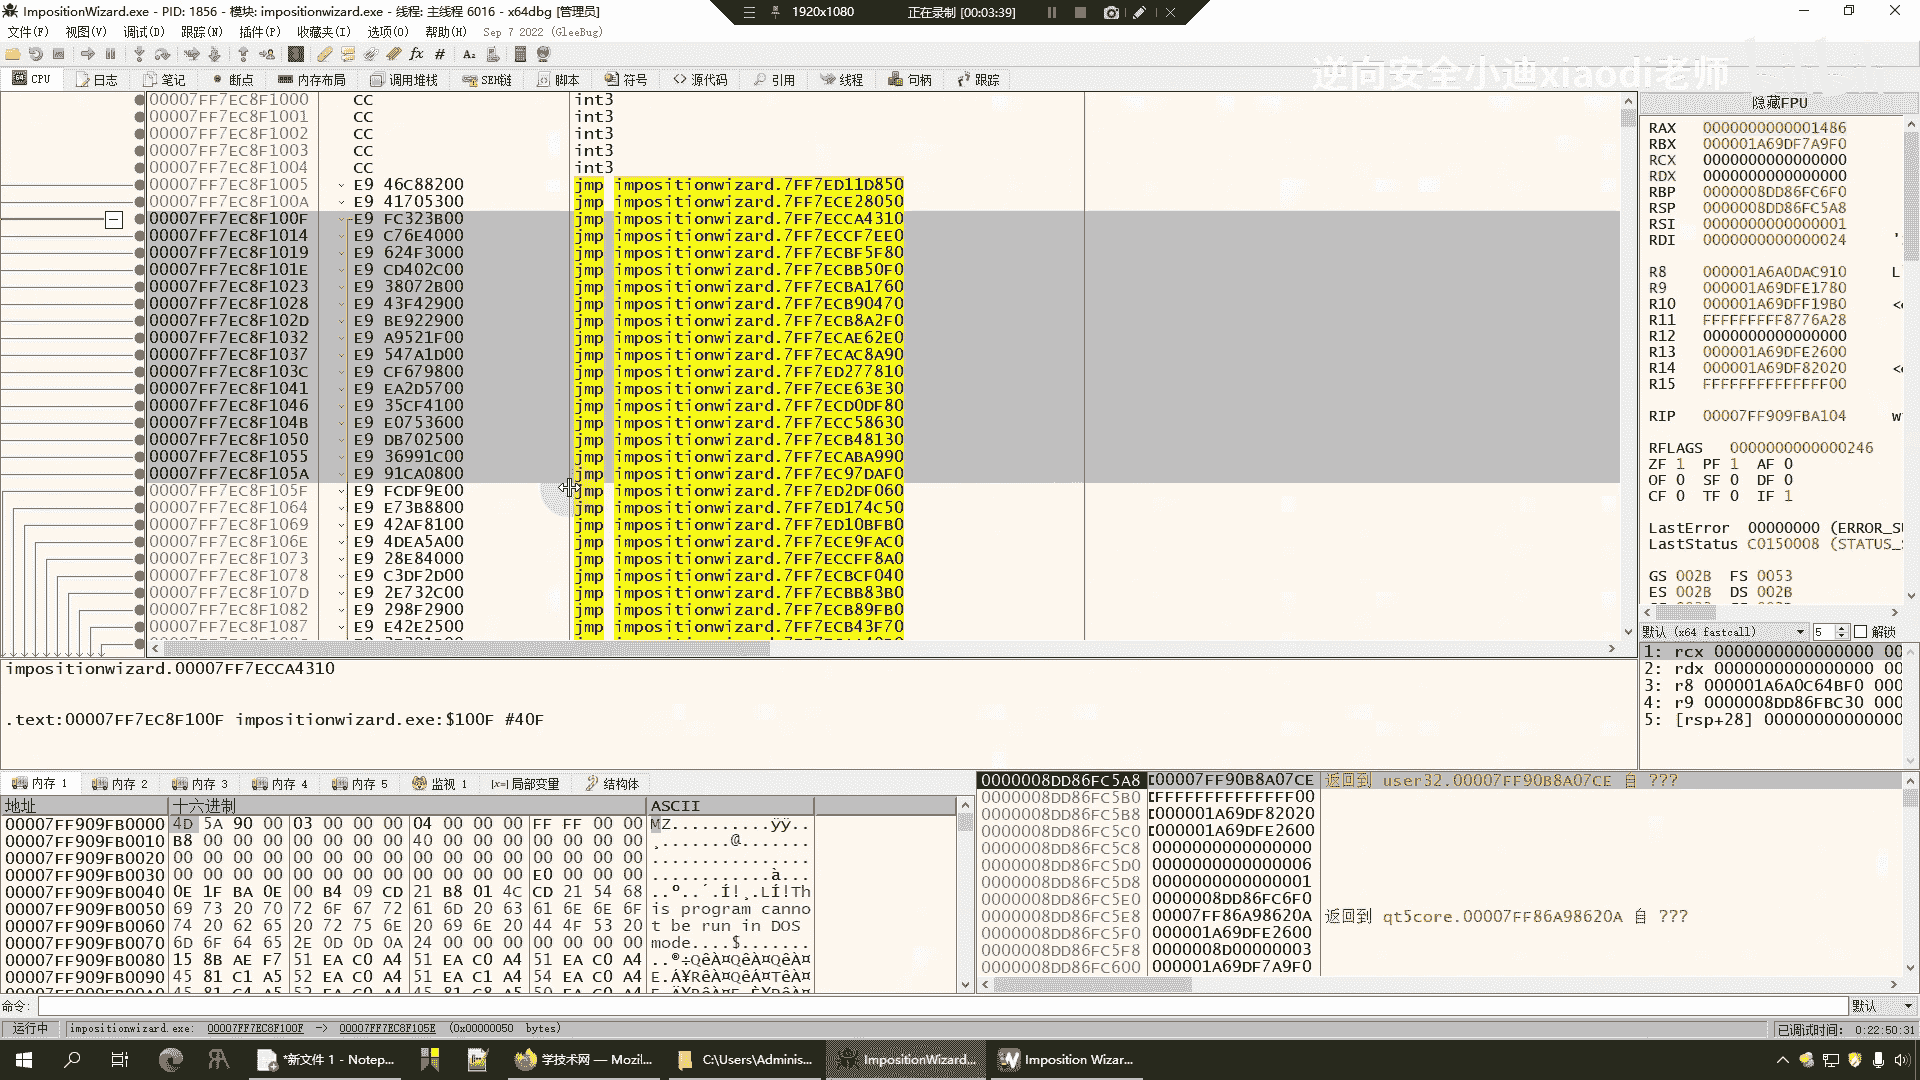 ImpositionWizard.exe - PID: 1856 - 模块: impositionwizard.exe - 线程: 主线程 6016 - x64dbg [管理员]
1920x1080 正在录制 [00:03:39]
文件(F) 视图(V) 调试(D) 跟踪(N) 插件(P) 收藏夹(I) 选项(O) 帮助(H) Sep 7 2022 (GleeBug)
CPU 日志 笔记 断点 内存布局 调用堆栈 SEH链 脚本 符号 源代码 引用 线程 句柄 跟踪
逆向安全小迪xiaodi老师
00007FF7EC8F1000 CC int3
00007FF7EC8F1001 CC int3
00007FF7EC8F1002 CC int3
00007FF7EC8F1003 CC int3
00007FF7EC8F1004 CC int3
00007FF7EC8F1005 E9 46C88200 jmp impositionwizard.7FF7ED11D850
00007FF7EC8F100A E9 41705300 jmp impositionwizard.7FF7ECE28050
00007FF7EC8F100F E9 FC323B00 jmp impositionwizard.7FF7ECCA4310
00007FF7EC8F1014 E9 C76E4000 jmp impositionwizard.7FF7ECCF7EE0
00007FF7EC8F1019 E9 624F3000 jmp impositionwizard.7FF7ECBF5F80
00007FF7EC8F101E E9 CD402C00 jmp impositionwizard.7FF7ECBB50F0
00007FF7EC8F1023 E9 38072B00 jmp impositionwizard.7FF7ECBA1760
00007FF7EC8F1028 E9 43F42900 jmp impositionwizard.7FF7ECB90470
00007FF7EC8F102D E9 BE922900 jmp impositionwizard.7FF7ECB8A2F0
00007FF7EC8F1032 E9 A9521F00 jmp impositionwizard.7FF7ECAE62E0
00007FF7EC8F1037 E9 547A1D00 jmp impositionwizard.7FF7ECAC8A90
00007FF7EC8F103C E9 CF679800 jmp impositionwizard.7FF7ED277810
00007FF7EC8F1041 E9 EA2D5700 jmp impositionwizard.7FF7ECE63E30
00007FF7EC8F1046 E9 35CF4100 jmp impositionwizard.7FF7ECD0DF80
00007FF7EC8F104B E9 E0753600 jmp impositionwizard.7FF7ECC58630
00007FF7EC8F1050 E9 DB702500 jmp impositionwizard.7FF7ECB48130
00007FF7EC8F1055 E9 36991C00 jmp impositionwizard.7FF7ECABA990
00007FF7EC8F105A E9 91CA0800 jmp impositionwizard.7FF7EC97DAF0
00007FF7EC8F105F E9 FCDF9E00 jmp impositionwizard.7FF7ED2DF060
00007FF7EC8F1064 E9 E73B8800 jmp impositionwizard.7FF7ED174C50
00007FF7EC8F1069 E9 42AF8100 jmp impositionwizard.7FF7ED10BFB0
00007FF7EC8F106E E9 4DEA5A00 jmp impositionwizard.7FF7ECE9FAC0
00007FF7EC8F1073 E9 28E84000 jmp impositionwizard.7FF7ECCFF8A0
00007FF7EC8F1078 E9 C3DF2D00 jmp impositionwizard.7FF7ECBCF040
00007FF7EC8F107D E9 2E732C00 jmp impositionwizard.7FF7ECBB83B0
00007FF7EC8F1082 E9 298F2900 jmp impositionwizard.7FF7ECB89FB0
00007FF7EC8F1087 E9 E42E2500 jmp impositionwizard.7FF7ECB43F70
隐藏FPU
RAX 0000000000001486
RBX 000001A69DF7A9F0
RCX 0000000000000000
RDX 0000000000000000
RBP 0000008DD86FC6F0
RSP 0000008DD86FC5A8
RSI 0000000000000001
RDI 0000000000000024
R8 000001A6A0DAC910
R9 000001A69DFE1780
R10 000001A69DFF19B0
R11 FFFFFFFFF8776A28
R12 0000000000000000
R13 000001A69DFE2600
R14 000001A69DF82020
R15 FFFFFFFFFFFFFF00
RIP 00007FF909FBA104
RFLAGS 0000000000000246
ZF 1 PF 1 AF 0
OF 0 SF 0 DF 0
CF 0 TF 0 IF 1
LastError 00000000 (ERROR_SU
LastStatus C0150008 (STATUS_S
GS 002B FS 0053
ES 002B DS 002B
默认 (x64 fastcall) 5 解锁
1: rcx 0000000000000000 00
2: rdx 0000000000000000 00
3: r8 000001A6A0C64BF0 000
4: r9 0000008DD86FBC30 000
5: [rsp+28] 00000000000000
impositionwizard.00007FF7ECCA4310
.text:00007FF7EC8F100F impositionwizard.exe:$100F #40F
内存 1 内存 2 内存 3 内存 4 内存 5 监视 1 局部变量 结构体
地址 十六进制 ASCII
00007FF909FB0000 4D 5A 90 00 03 00 00 00 04 00 00 00 FF FF 00 00 MZ..........ÿÿ..
00007FF909FB0010 B8 00 00 00 00 00 00 00 40 00 00 00 00 00 00 00 ¸.......@.......
00007FF909FB0020 00 00 00 00 00 00 00 00 00 00 00 00 00 00 00 00 ................
00007FF909FB0030 00 00 00 00 00 00 00 00 00 00 00 00 E0 00 00 00 ............à...
00007FF909FB0040 0E 1F BA 0E 00 B4 09 CD 21 B8 01 4C CD 21 54 68 ..º..´.Í!¸.LÍ!Th
00007FF909FB0050 69 73 20 70 72 6F 67 72 61 6D 20 63 61 6E 6E 6F is program canno
00007FF909FB0060 74 20 62 65 20 72 75 6E 20 69 6E 20 44 4F 53 20 t be run in DOS
00007FF909FB0070 6D 6F 64 65 2E 0D 0D 0A 24 00 00 00 00 00 00 00 mode....$.......
00007FF909FB0080 15 8B AE F7 51 EA C0 A4 51 EA C0 A4 51 EA C0 A4 ..®÷QêÀ¤QêÀ¤QêÀ¤
00007FF909FB0090 45 81 C1 A5 52 EA C0 A4 51 EA C1 A4 54 EA C0 A4 E.Á¥RêÀ¤QêÁ¤TêÀ¤
0000008DD86FC5A8 00007FF90B8A07CE 返回到 user32.00007FF90B8A07CE 自 ???
0000008DD86FC5B0 FFFFFFFFFFFFFF00
0000008DD86FC5B8 000001A69DF82020
0000008DD86FC5C0 000001A69DFE2600
0000008DD86FC5C8 0000000000000000
0000008DD86FC5D0 0000000000000006
0000008DD86FC5D8 0000000000000001
0000008DD86FC5E0 0000008DD86FC6F0
0000008DD86FC5E8 00007FF86A98620A 返回到 qt5core.00007FF86A98620A 自 ???
0000008DD86FC5F0 000001A69DFE2600
0000008DD86FC5F8 0000008D00000003
0000008DD86FC600 000001A69DF7A9F0
命令: 默认
运行中 impositionwizard.exe: 00007FF7EC8F100F -> 00007FF7EC8F105E (0x00000050 bytes) 已调试时间: 0:22:50:31
*新文件 1 - Notep... 学技术网 — Mozil... C:\Users\Adminis... ImpositionWizard... Imposition Wizar...